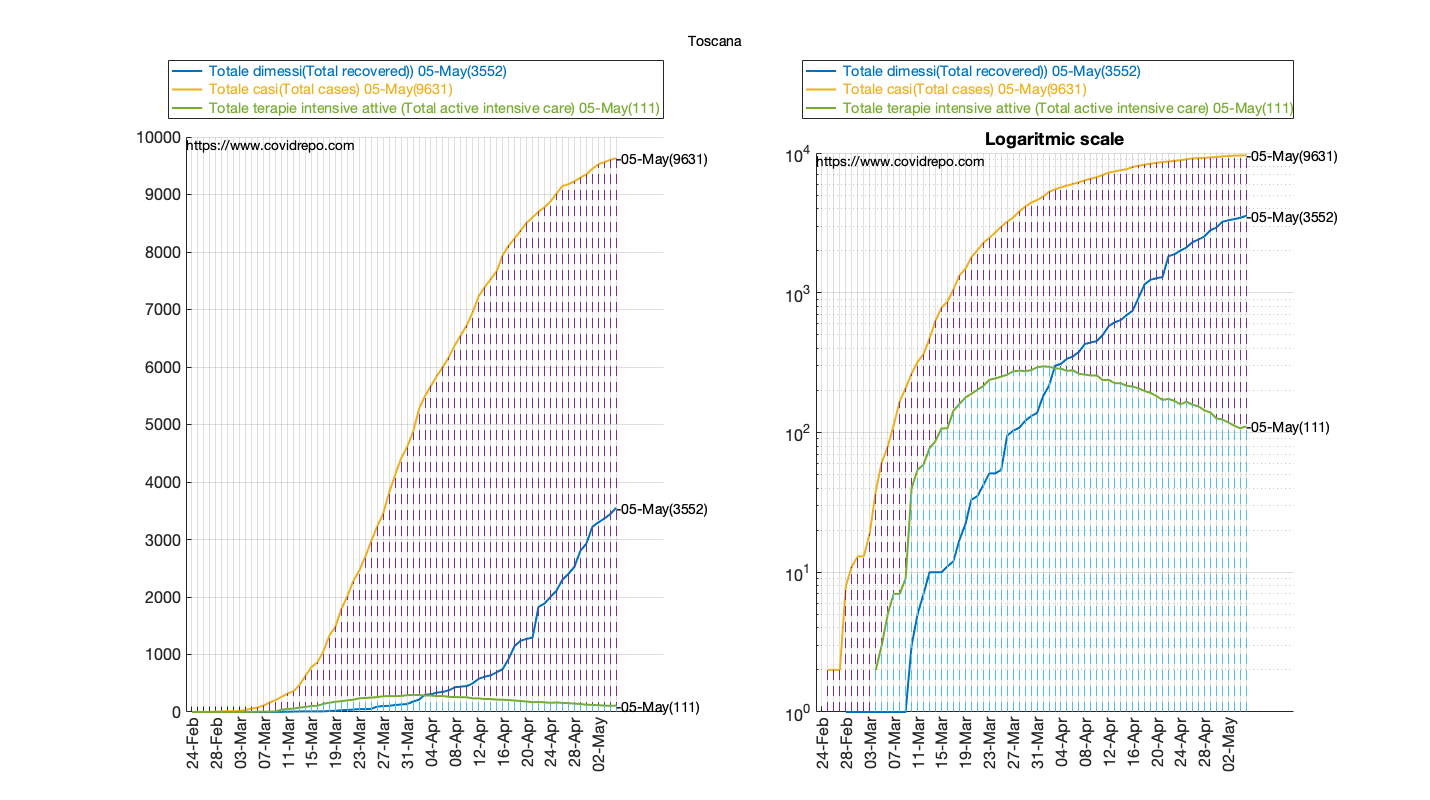 Toscana
Totale dimessi(Total recovered)) 05-May(3552)
Totale casi(Total cases) 05-May(9631)
Totale terapie intensive attive (Total active intensive care) 05-May(111)
https://www.covidrepo.com
10000
9000
8000
7000
6000
5000
4000
3000
2000
1000
0
-05-May(9631)
-05-May(3552)
-05-May(111)
24-Feb
28-Feb
03-Mar
07-Mar
11-Mar
15-Mar
19-Mar
23-Mar
27-Mar
31-Mar
04-Apr
08-Apr
12-Apr
16-Apr
20-Apr
24-Apr
28-Apr
02-May
Totale dimessi(Total recovered)) 05-May(3552)
Totale casi(Total cases) 05-May(9631)
Totale terapie intensive attive (Total active intensive care) 05-May(111)
Logaritmic scale
https://www.covidrepo.com
10^4
10^3
10^2
10^1
10^0
-05-May(9631)
-05-May(3552)
-05-May(111)
24-Feb
28-Feb
03-Mar
07-Mar
11-Mar
15-Mar
19-Mar
23-Mar
27-Mar
31-Mar
04-Apr
08-Apr
12-Apr
16-Apr
20-Apr
24-Apr
28-Apr
02-May